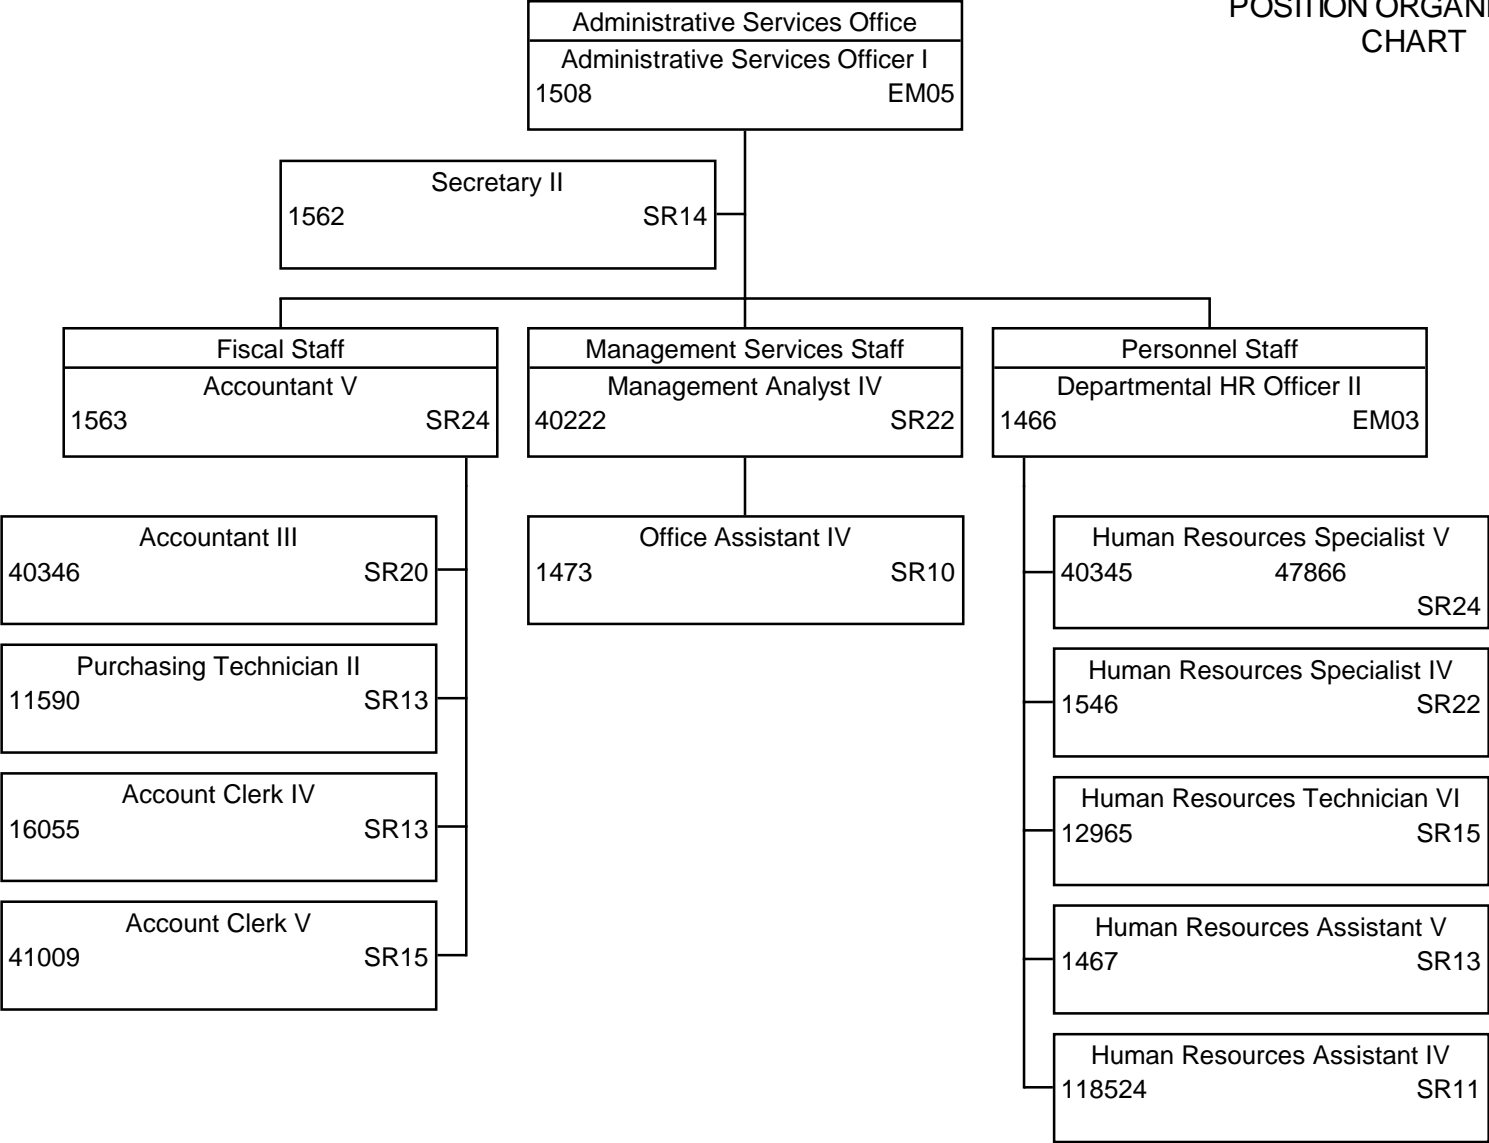 POSITION ORGANI
CHART
Administrative Services Office
Administrative Services Officer I
1508 EM05
Secretary II
1562 SR14
Fiscal Staff
Accountant V
1563 SR24
Management Services Staff
Management Analyst IV
40222 SR22
Personnel Staff
Departmental HR Officer II
1466 EM03
Accountant III
40346 SR20
Purchasing Technician II
11590 SR13
Account Clerk IV
16055 SR13
Account Clerk V
41009 SR15
Office Assistant IV
1473 SR10
Human Resources Specialist V
40345 47866
SR24
Human Resources Specialist IV
1546 SR22
Human Resources Technician VI
12965 SR15
Human Resources Assistant V
1467 SR13
Human Resources Assistant IV
118524 SR11